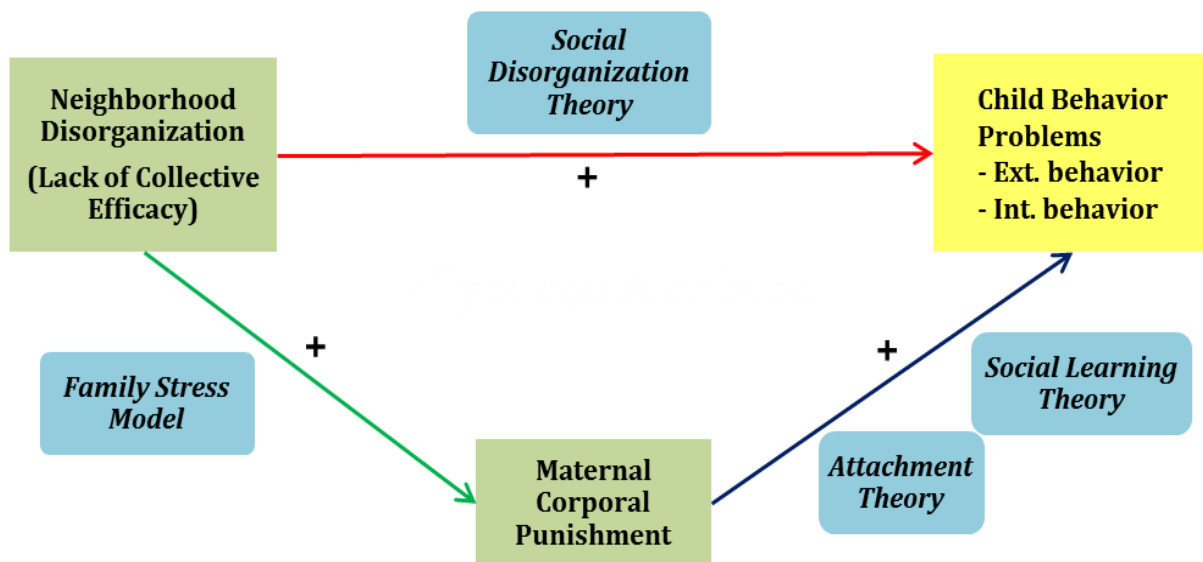 Social
Disorganization
Theory
Neighborhood
Disorganization
(Lack of Collective
Efficacy)
Child Behavior
Problems
- Ext. behavior
- Int. behavior
+
+
+
Family Stress
Model
Social Learning
Theory
Attachment
Theory
Maternal
Corporal
Punishment